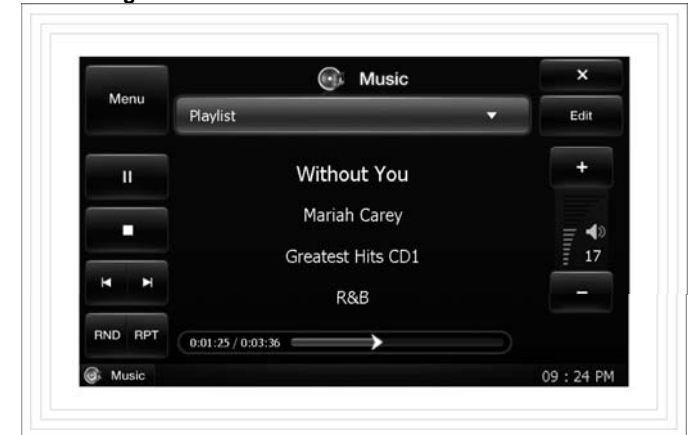 Music
×
Menu
Playlist
Edit
Without You
+
Mariah Carey
Greatest Hits CD1
17
R&B
−
RND RPT
0:01:25 / 0:03:36
Music
09 : 24 PM